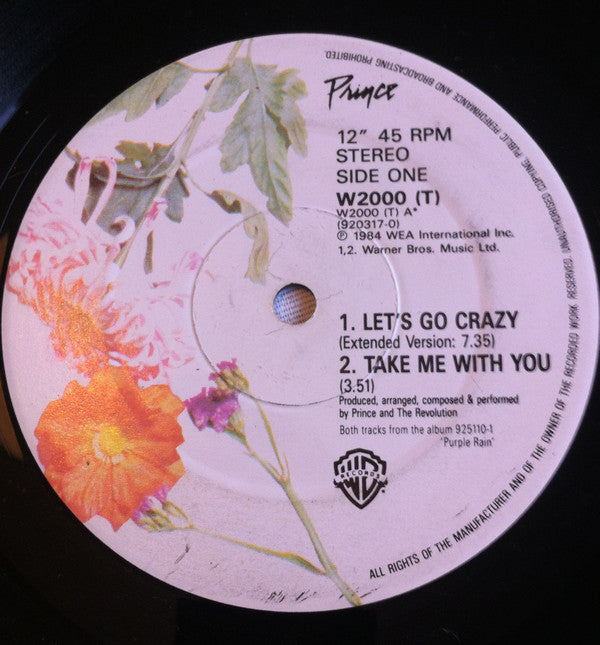 Prince
12" 45 RPM
STEREO
SIDE ONE
W2000 (T)
W2000 (T) A*
(920317-0)
℗ 1984 WEA International Inc.
1,2. Warner Bros. Music Ltd.
1. LET'S GO CRAZY
(Extended Version: 7.35)
2. TAKE ME WITH YOU
(3.51)
Produced, arranged, composed & performed
by Prince and The Revolution
Both tracks from the album 925110-1
'Purple Rain'
WB
RECORDS
ALL RIGHTS OF THE MANUFACTURER AND OF THE OWNER OF THE RECORDED WORK RESERVED. UNAUTHORISED COPYING, PUBLIC PERFORMANCE AND BROADCASTING PROHIBITED.